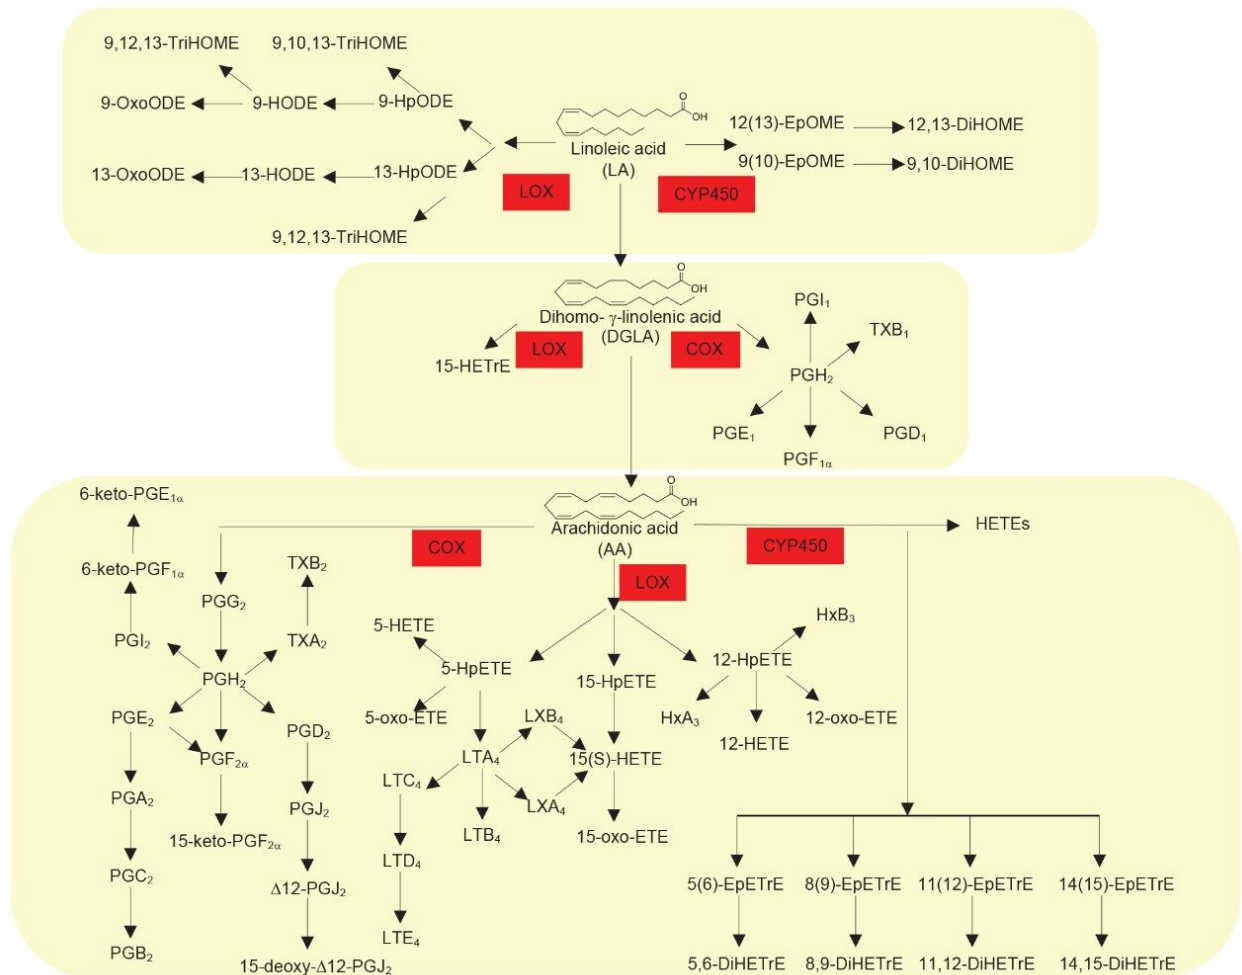 9,12,13-TriHOME
9,10,13-TriHOME
9-OxoODE
9-HODE
9-HpODE
O
OH
Linoleic acid
(LA)
12(13)-EpOME
12,13-DiHOME
9(10)-EpOME
9,10-DiHOME
13-OxoODE
13-HODE
13-HpODE
LOX
CYP450
9,12,13-TriHOME
O
OH
Dihomo- γ-linolenic acid
(DGLA)
LOX
COX
15-HETrE
PGI₁
TXB₁
PGH₂
PGE₁
PGD₁
PGF₁α
O
OH
Arachidonic acid
(AA)
COX
CYP450
LOX
HETEs
6-keto-PGE₁α
6-keto-PGF₁α
TXB₂
PGG₂
PGI₂
TXA₂
PGH₂
PGE₂
PGD₂
PGF₂α
PGA₂
PGJ₂
15-keto-PGF₂α
PGC₂
Δ12-PGJ₂
PGB₂
15-deoxy-Δ12-PGJ₂
5-HETE
5-HpETE
5-oxo-ETE
LXB₄
LTA₄
LTC₄
LXA₄
LTB₄
LTD₄
LTE₄
15-HpETE
15(S)-HETE
15-oxo-ETE
HxB₃
12-HpETE
HxA₃
12-oxo-ETE
12-HETE
5(6)-EpETrE
8(9)-EpETrE
11(12)-EpETrE
14(15)-EpETrE
5,6-DiHETrE
8,9-DiHETrE
11,12-DiHETrE
14,15-DiHETrE